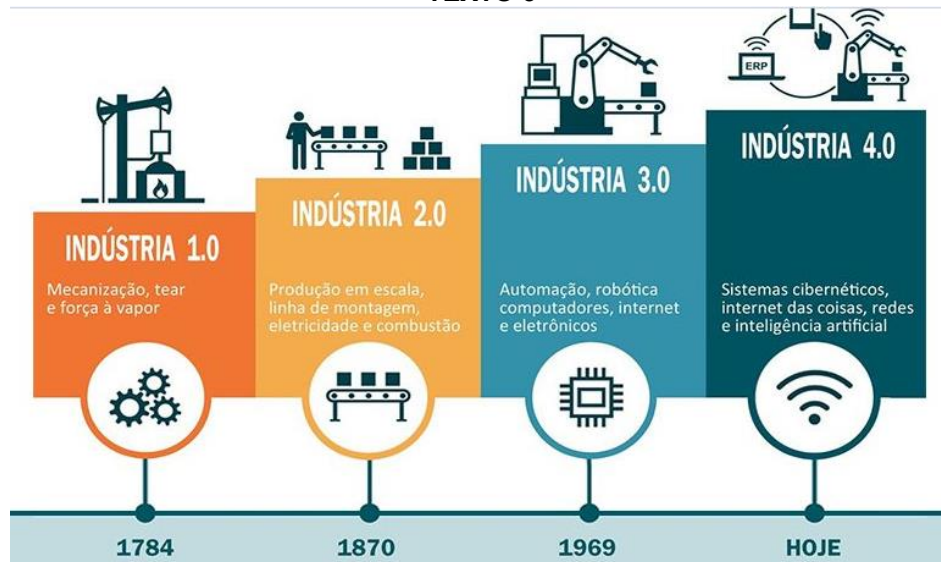 ERP
INDÚSTRIA 1.0
Mecanização, tear
e força à vapor
INDÚSTRIA 2.0
Produção em escala,
linha de montagem,
eletricidade e combustão
INDÚSTRIA 3.0
Automação, robótica
computadores, internet
e eletrônicos
INDÚSTRIA 4.0
Sistemas cibernéticos,
internet das coisas, redes
e inteligência artificial
1784
1870
1969
HOJE